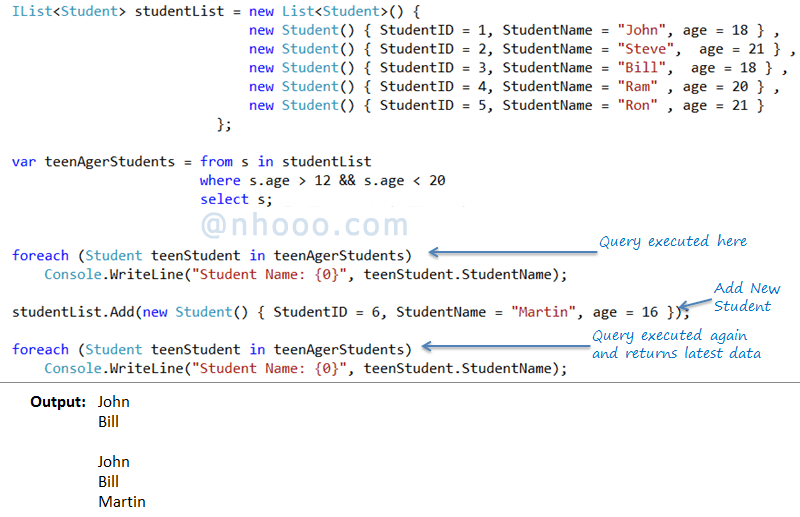 IList<Student> studentList = new List<Student>() {
new Student() { StudentID = 1, StudentName = "John", age = 18 } ,
new Student() { StudentID = 2, StudentName = "Steve",  age = 21 } ,
new Student() { StudentID = 3, StudentName = "Bill",  age = 18 } ,
new Student() { StudentID = 4, StudentName = "Ram" , age = 20 } ,
new Student() { StudentID = 5, StudentName = "Ron" , age = 21 }
};
var teenAgerStudents = from s in studentList
where s.age > 12 && s.age < 20
select s;
@nhooo.com
foreach (Student teenStudent in teenAgerStudents)
Query executed here
Console.WriteLine("Student Name: {0}", teenStudent.StudentName);
Add New
Student
studentList.Add(new Student() { StudentID = 6, StudentName = "Martin", age = 16 });
Query executed again
and returns latest data
foreach (Student teenStudent in teenAgerStudents)
Console.WriteLine("Student Name: {0}", teenStudent.StudentName);
Output: John
Bill
John
Bill
Martin